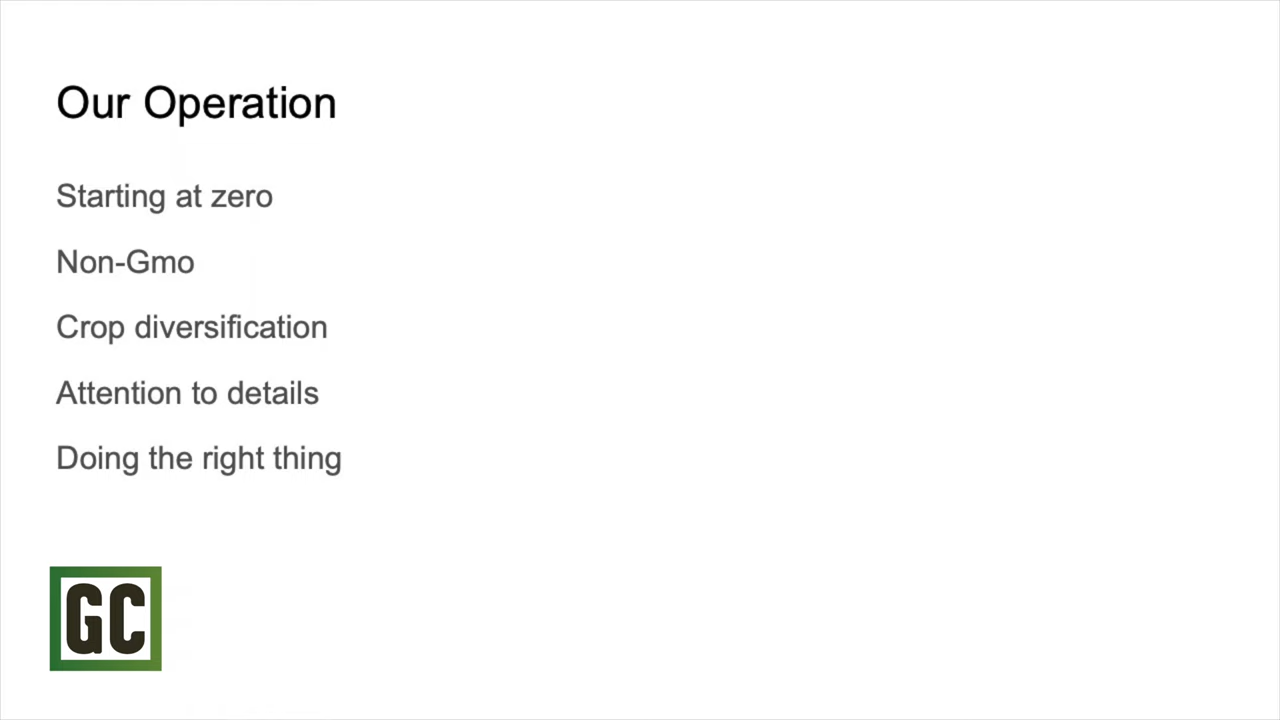 Our Operation
Starting at zero
Non-Gmo
Crop diversification
Attention to details
Doing the right thing
GC